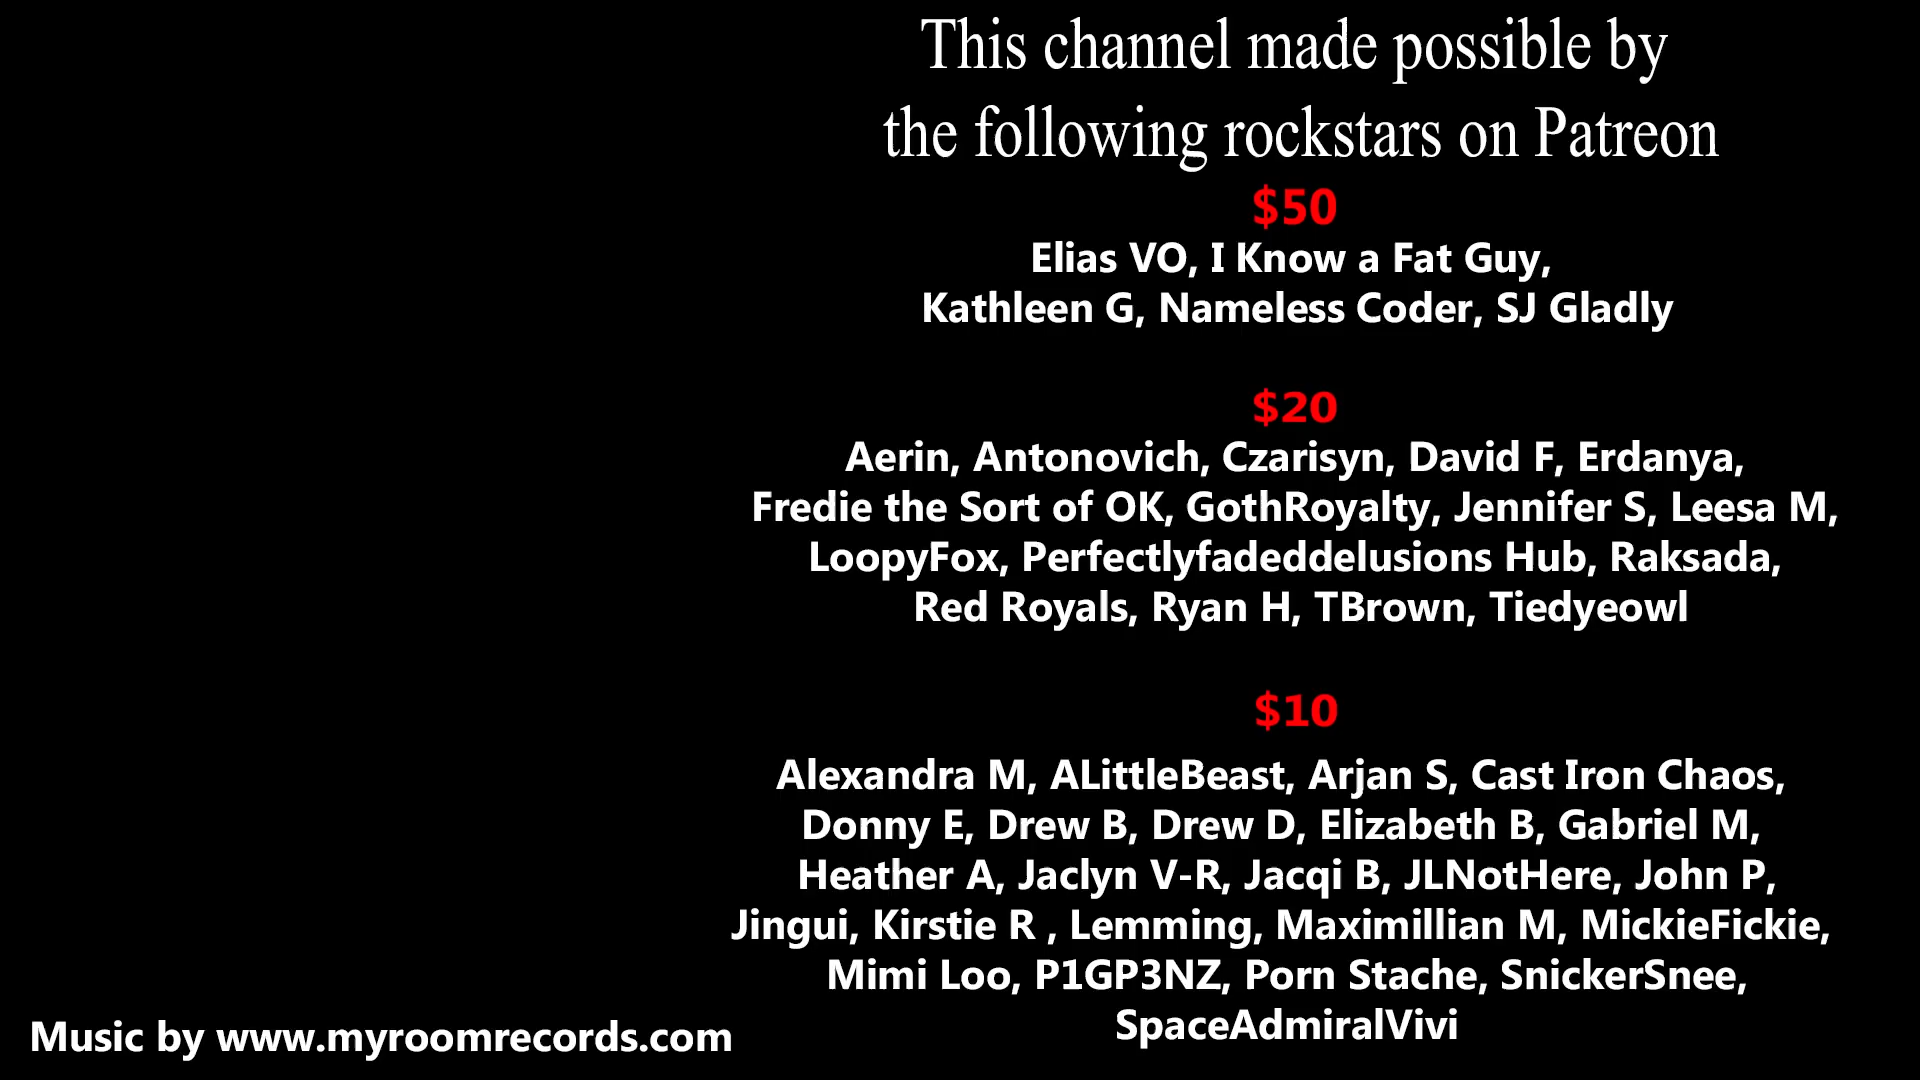 This channel made possible by
the following rockstars on Patreon
$50
Elias VO, I Know a Fat Guy,
Kathleen G, Nameless Coder, SJ Gladly
$20
Aerin, Antonovich, Czarisyn, David F, Erdanya,
Fredie the Sort of OK, GothRoyalty, Jennifer S, Leesa M,
LoopyFox, Perfectlyfadeddelusions Hub, Raksada,
Red Royals, Ryan H, TBrown, Tiedyeowl
$10
Alexandra M, ALittleBeast, Arjan S, Cast Iron Chaos,
Donny E, Drew B, Drew D, Elizabeth B, Gabriel M,
Heather A, Jaclyn V-R, Jacqi B, JLNotHere, John P,
Jingui, Kirstie R , Lemming, Maximillian M, MickieFickie,
Mimi Loo, P1GP3NZ, Porn Stache, SnickerSnee,
SpaceAdmiralVivi
Music by www.myroomrecords.com